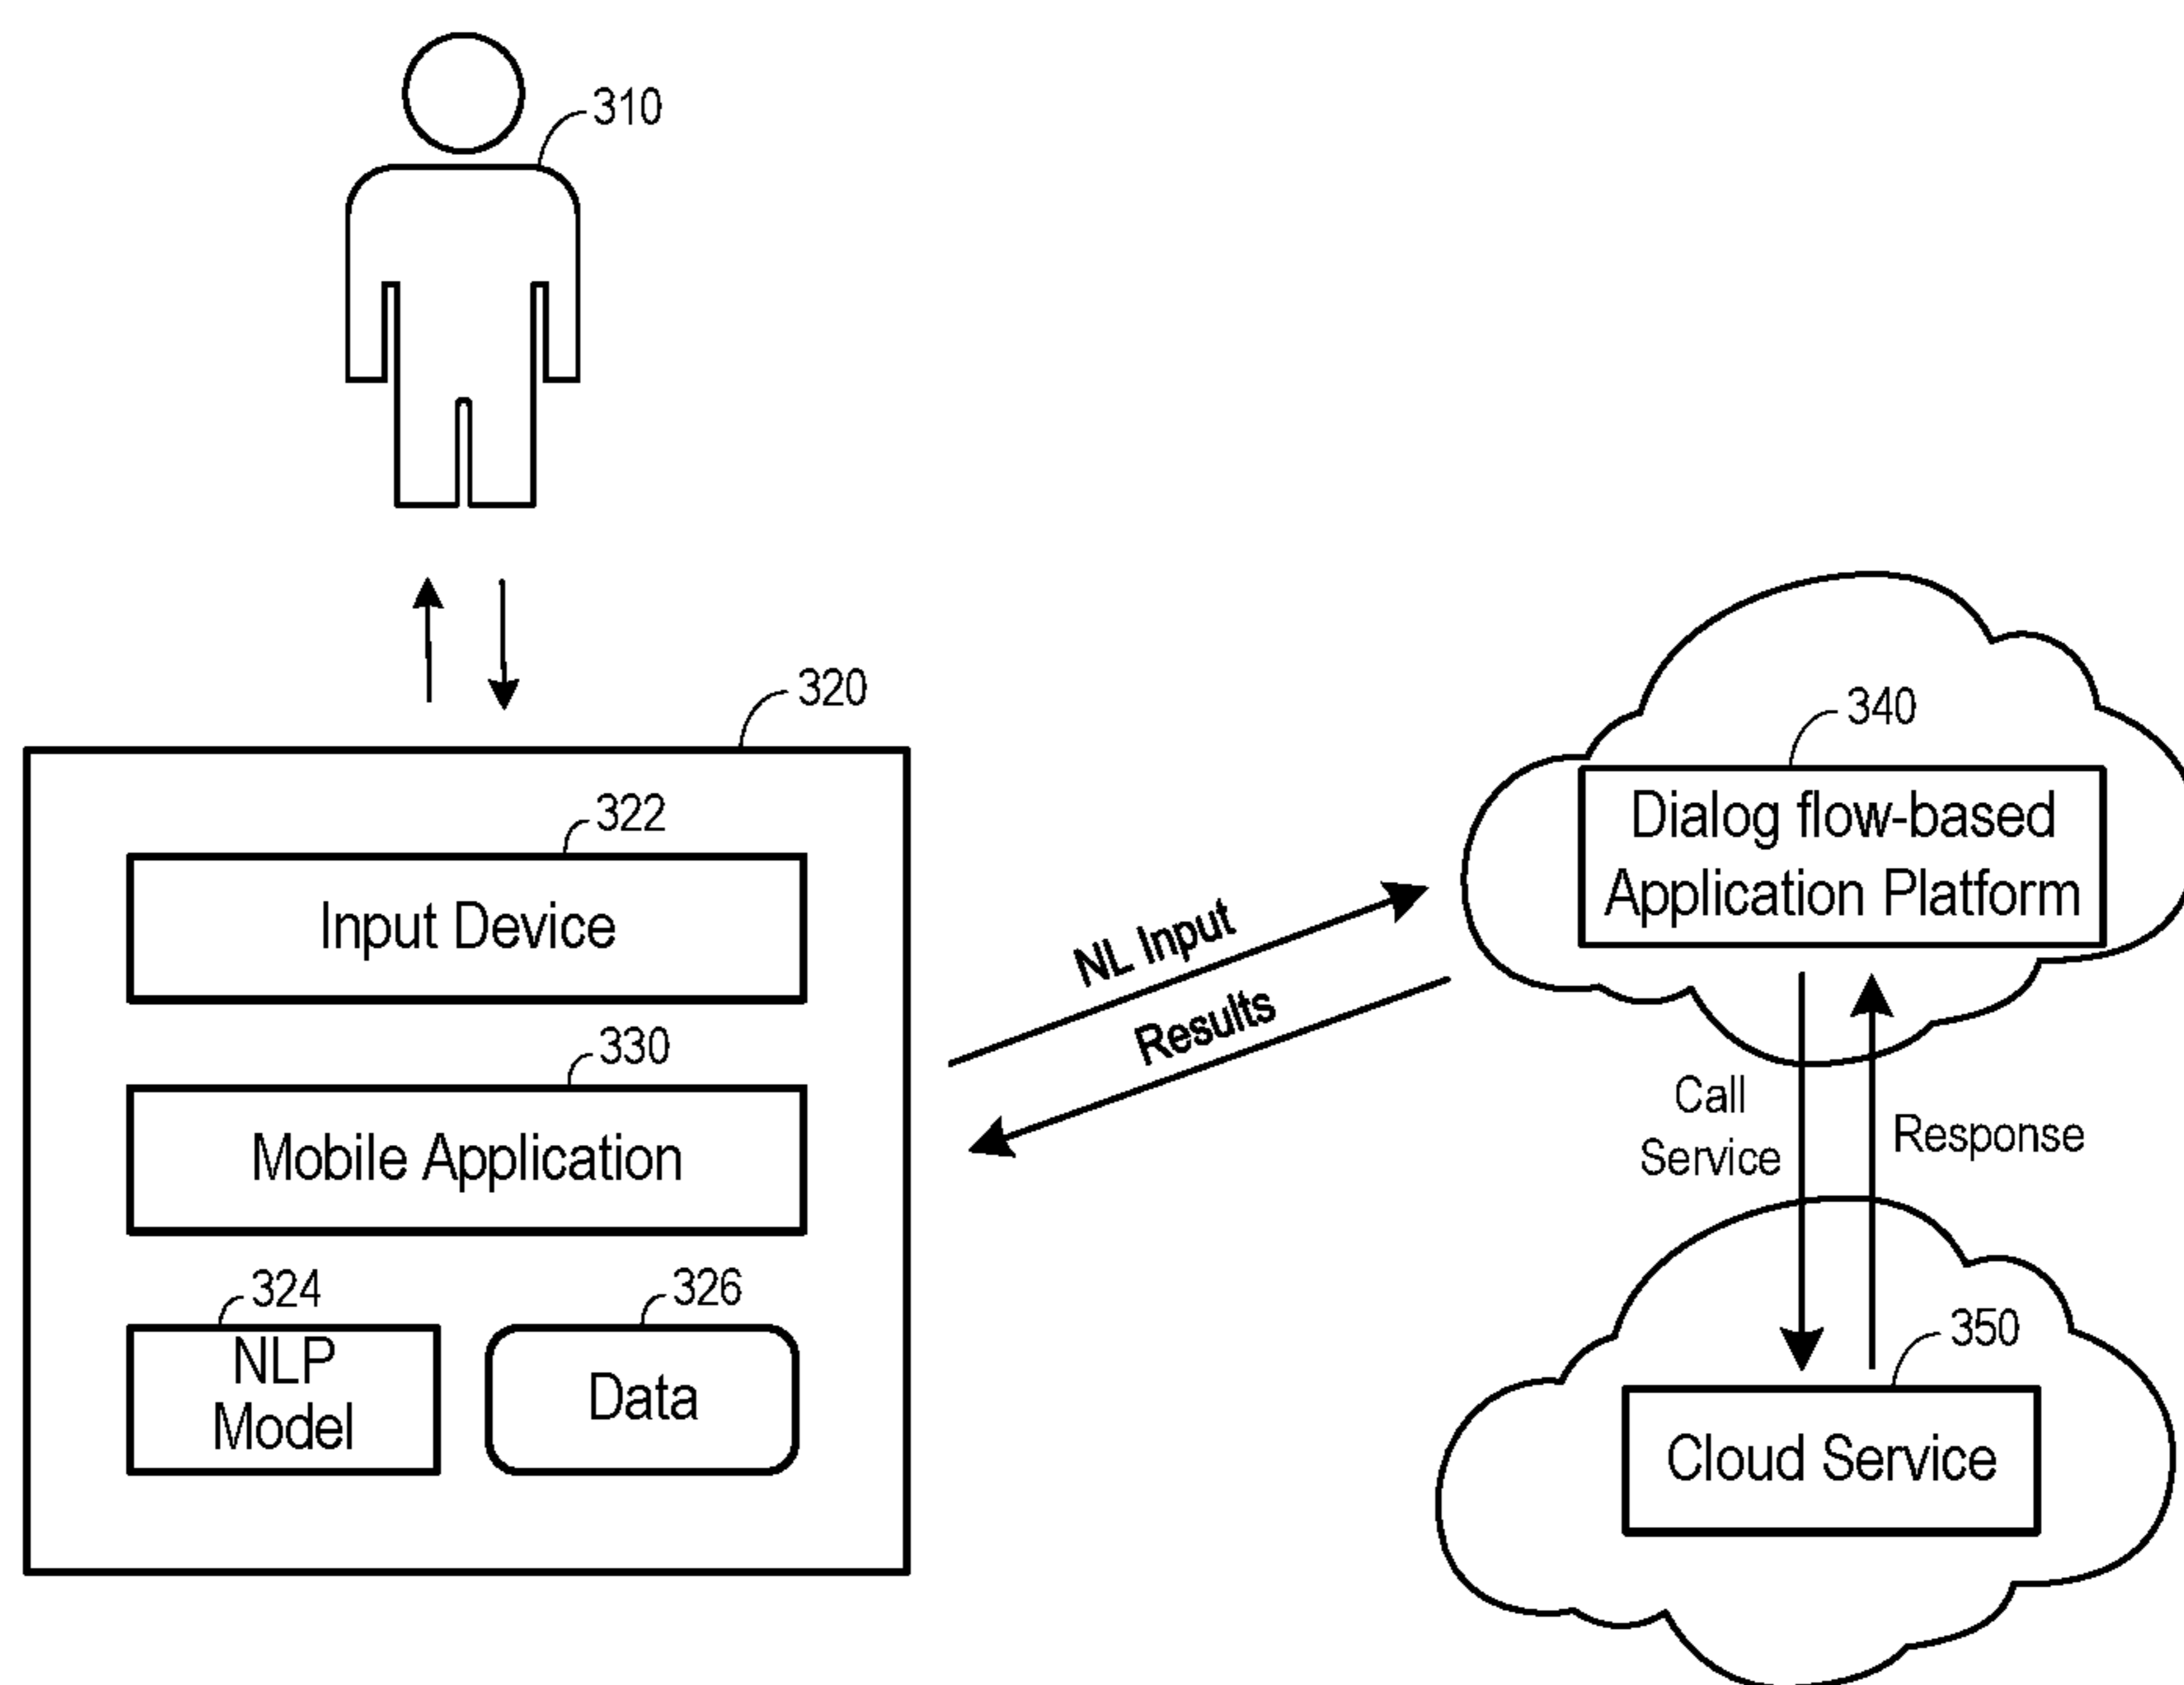 310
320
322
Input Device
330
Mobile Application
324
NLP
Model
326
Data
NL Input
Results
340
Dialog flow-based
Application Platform
Call
Service
Response
350
Cloud Service